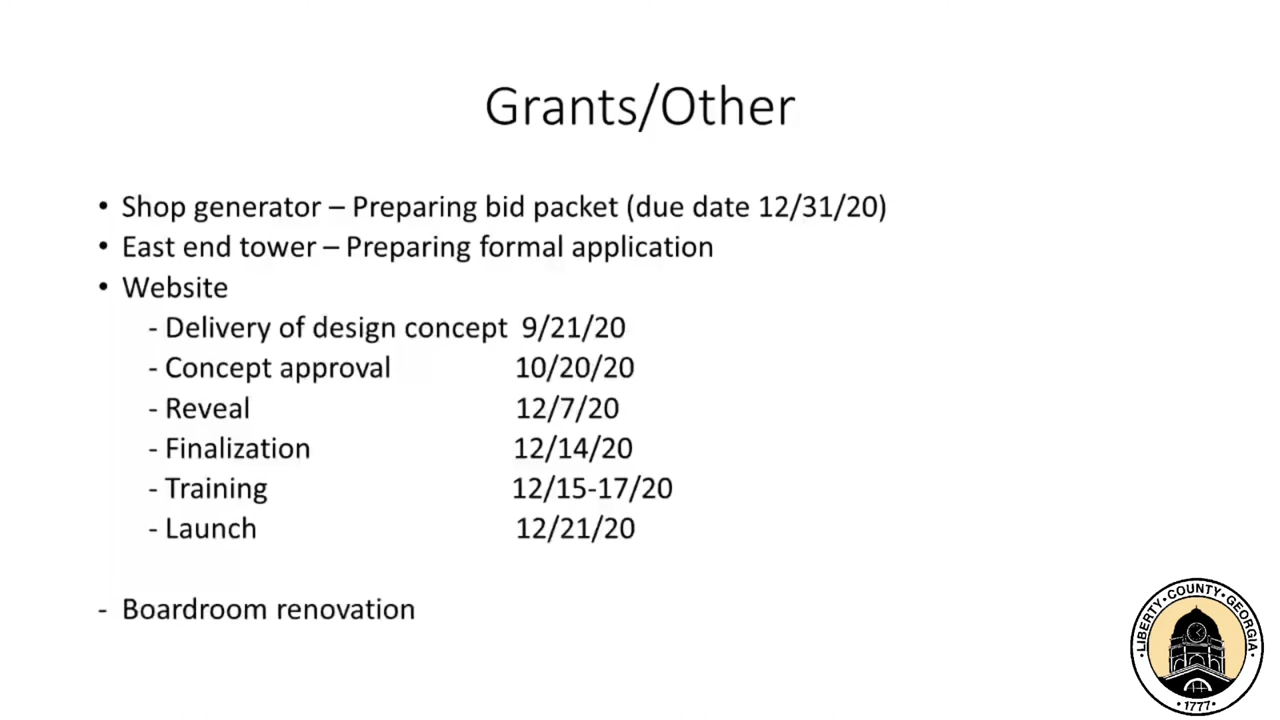 Grants/Other
• Shop generator – Preparing bid packet (due date 12/31/20)
• East end tower – Preparing formal application
• Website
- Delivery of design concept 9/21/20
- Concept approval 10/20/20
- Reveal 12/7/20
- Finalization 12/14/20
- Training 12/15-17/20
- Launch 12/21/20
- Boardroom renovation
· LIBERTY · COUNTY · GEORGIA ·
· 1777 ·